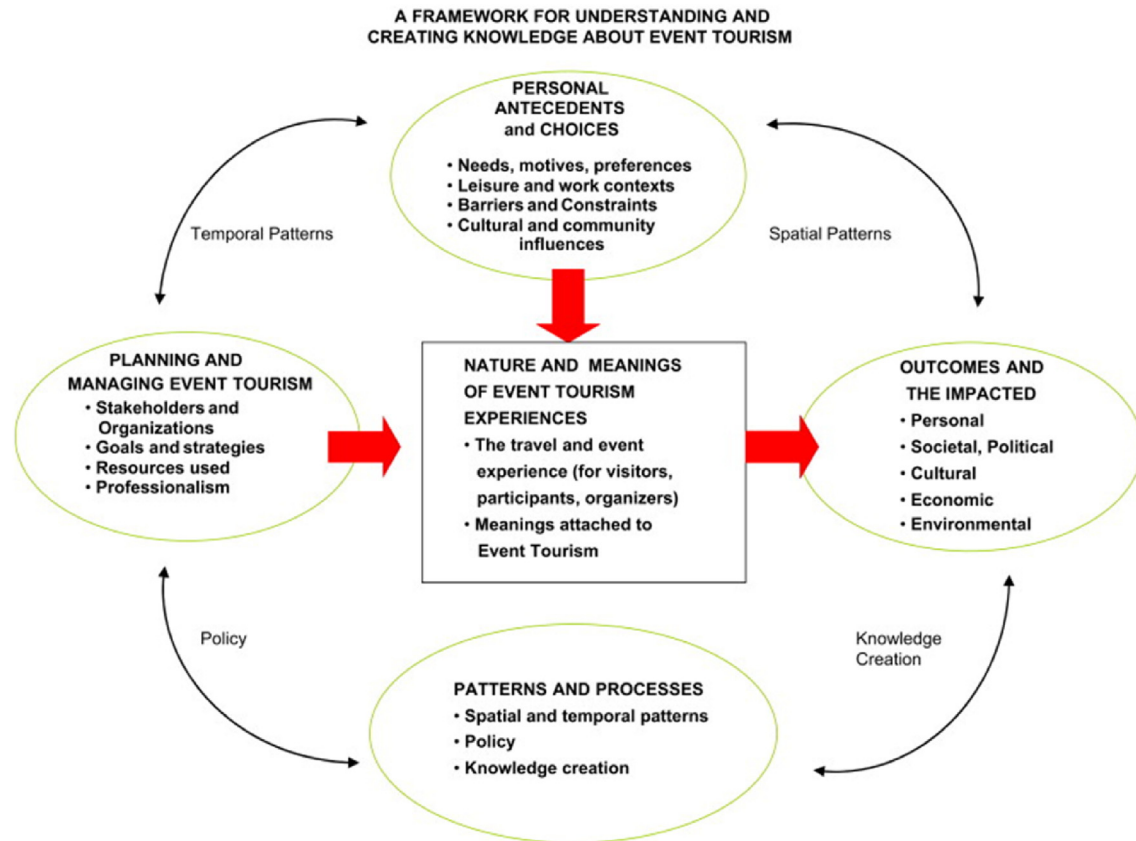 A FRAMEWORK FOR UNDERSTANDING AND
CREATING KNOWLEDGE ABOUT EVENT TOURISM
PERSONAL
ANTECEDENTS
and CHOICES
• Needs, motives, preferences
• Leisure and work contexts
• Barriers and Constraints
• Cultural and community
influences
Temporal Patterns
Spatial Patterns
PLANNING AND
MANAGING EVENT TOURISM
• Stakeholders and
Organizations
• Goals and strategies
• Resources used
• Professionalism
NATURE AND MEANINGS
OF EVENT TOURISM
EXPERIENCES
• The travel and event
experience (for visitors,
participants, organizers)
• Meanings attached to
Event Tourism
OUTCOMES AND
THE IMPACTED
• Personal
• Societal, Political
• Cultural
• Economic
• Environmental
Policy
Knowledge
Creation
PATTERNS AND PROCESSES
• Spatial and temporal patterns
• Policy
• Knowledge creation